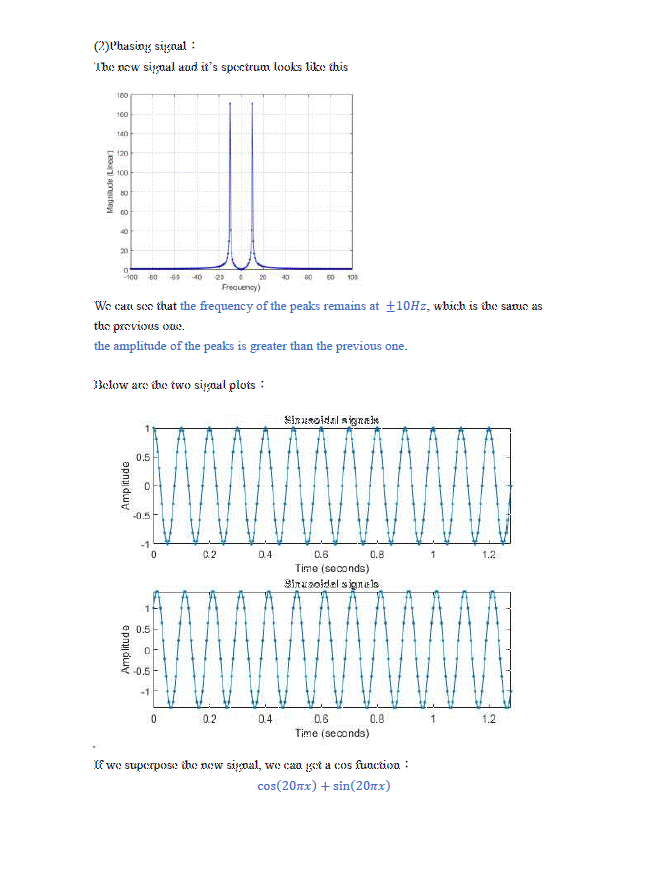 (2)Phasing signal：
The new signal and it's spectrum looks like this
180
160
140
120
100
80
60
40
20
0
Magnitude (Linear)
-100 -80 -60 -40 -20 0 20 40 60 80 100
Frequency)
We can see that the frequency of the peaks remains at ±10Hz, which is the same as
the previous one.
the amplitude of the peaks is greater than the previous one.
Below are the two signal plots：
Sinusoidal signals
1
0.5
0
-0.5
-1
Amplitude
0 0.2 0.4 0.6 0.8 1 1.2
Time (seconds)
Sinusoidal signals
1
0.5
0
-0.5
-1
Amplitude
0 0.2 0.4 0.6 0.8 1 1.2
Time (seconds)
If we superpose the new signal, we can get a cos function：
cos(20πx) + sin(20πx)